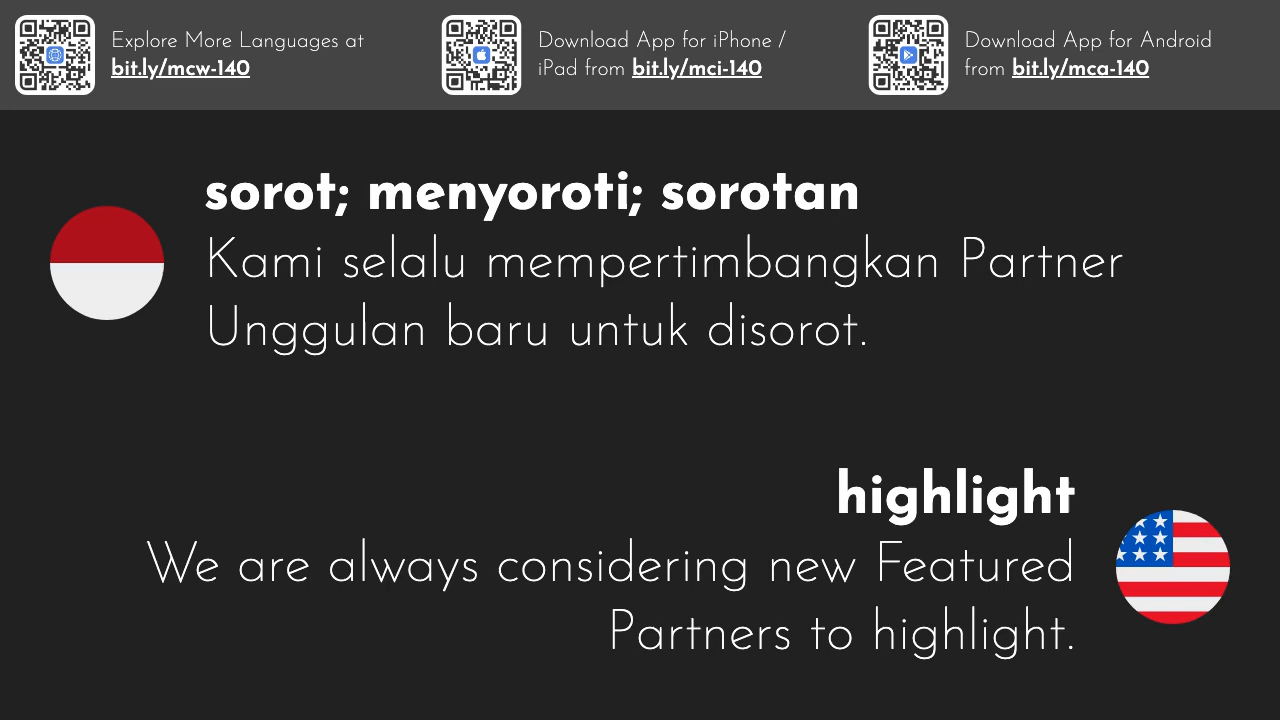 Explore More Languages at
bit.ly/mcw-140
Download App for iPhone /
iPad from bit.ly/mci-140
Download App for Android
from bit.ly/mca-140
sorot; menyoroti; sorotan
Kami selalu mempertimbangkan Partner
Unggulan baru untuk disorot.
highlight
We are always considering new Featured
Partners to highlight.